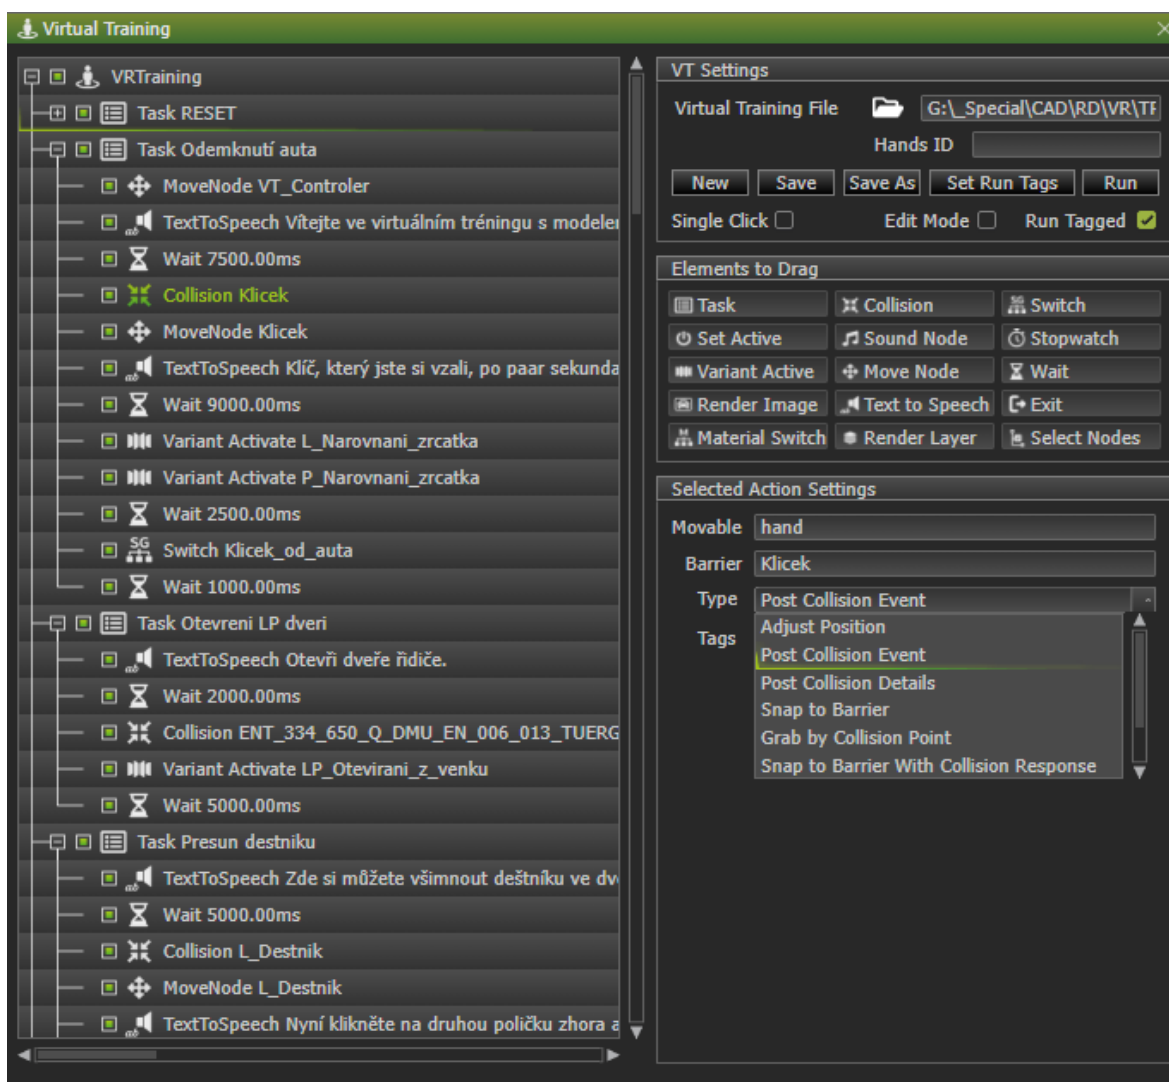 Virtual Training
VRTraining
Task RESET
Task Odemknutí auta
MoveNode VT_Controler
TextToSpeech Vítejte ve virtuálním tréningu s modele
Wait 7500.00ms
Collision Klicek
MoveNode Klicek
TextToSpeech Klíč, který jste si vzali, po paar sekunda
Wait 9000.00ms
Variant Activate L_Narovnani_zrcatka
Variant Activate P_Narovnani_zrcatka
Wait 2500.00ms
SG Switch Klicek_od_auta
Wait 1000.00ms
Task Otevreni LP dveri
TextToSpeech Otevři dveře řidiče.
Wait 2000.00ms
Collision ENT_334_650_Q_DMU_EN_006_013_TUERG
Variant Activate LP_Otevirani_z_venku
Wait 5000.00ms
Task Presun destniku
TextToSpeech Zde si můžete všimnout deštníku ve dv
Wait 5000.00ms
Collision L_Destnik
MoveNode L_Destnik
TextToSpeech Nyní klikněte na druhou poličku zhora a
VT Settings
Virtual Training File G:\_Special\CAD\RD\VR\TF
Hands ID
New Save Save As Set Run Tags Run
Single Click Edit Mode Run Tagged
Elements to Drag
Task Collision Switch
Set Active Sound Node Stopwatch
Variant Active Move Node Wait
Render Image Text to Speech Exit
Material Switch Render Layer Select Nodes
Selected Action Settings
Movable hand
Barrier Klicek
Type Post Collision Event
Tags
Adjust Position
Post Collision Event
Post Collision Details
Snap to Barrier
Grab by Collision Point
Snap to Barrier With Collision Response